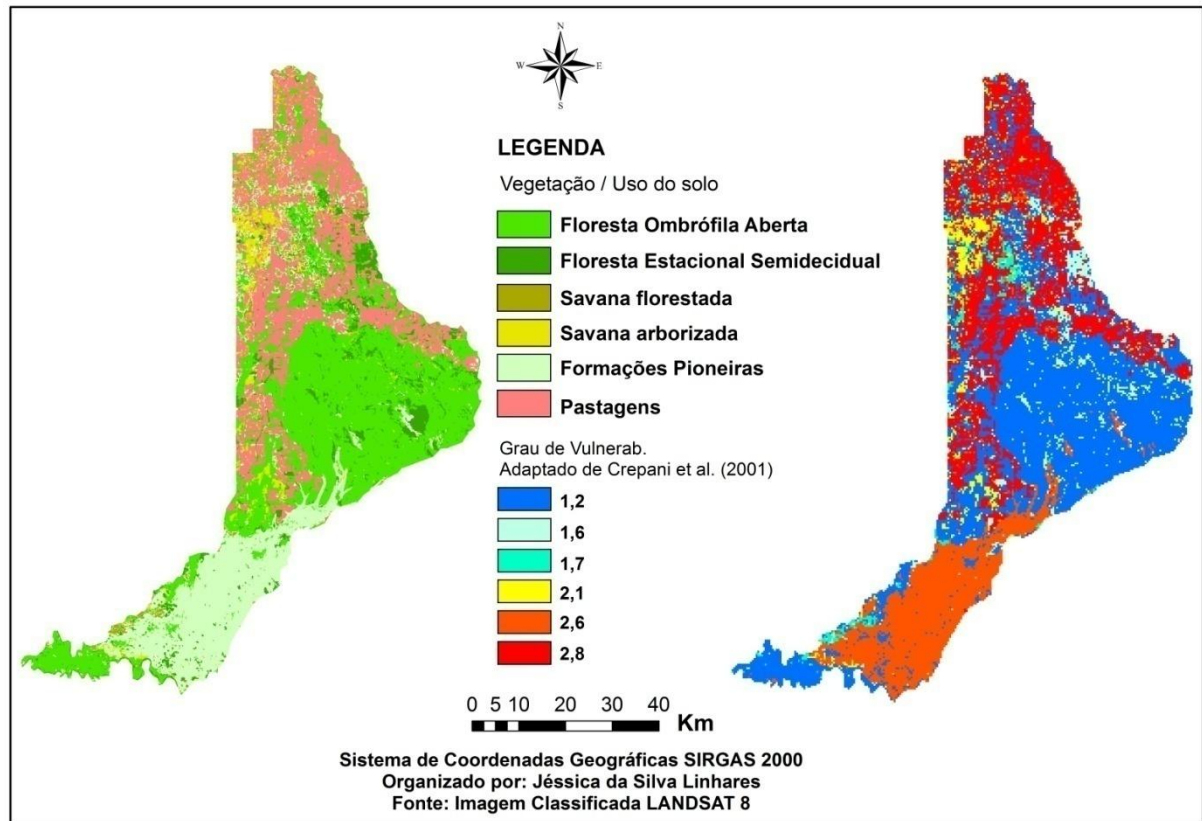 N
W E
S
LEGENDA
Vegetação / Uso do solo
Floresta Ombrófila Aberta
Floresta Estacional Semidecidual
Savana florestada
Savana arborizada
Formações Pioneiras
Pastagens
Grau de Vulnerab.
Adaptado de Crepani et al. (2001)
1,2
1,6
1,7
2,1
2,6
2,8
0 5 10 20 30 40
Km
Sistema de Coordenadas Geográficas SIRGAS 2000
Organizado por: Jéssica da Silva Linhares
Fonte: Imagem Classificada LANDSAT 8